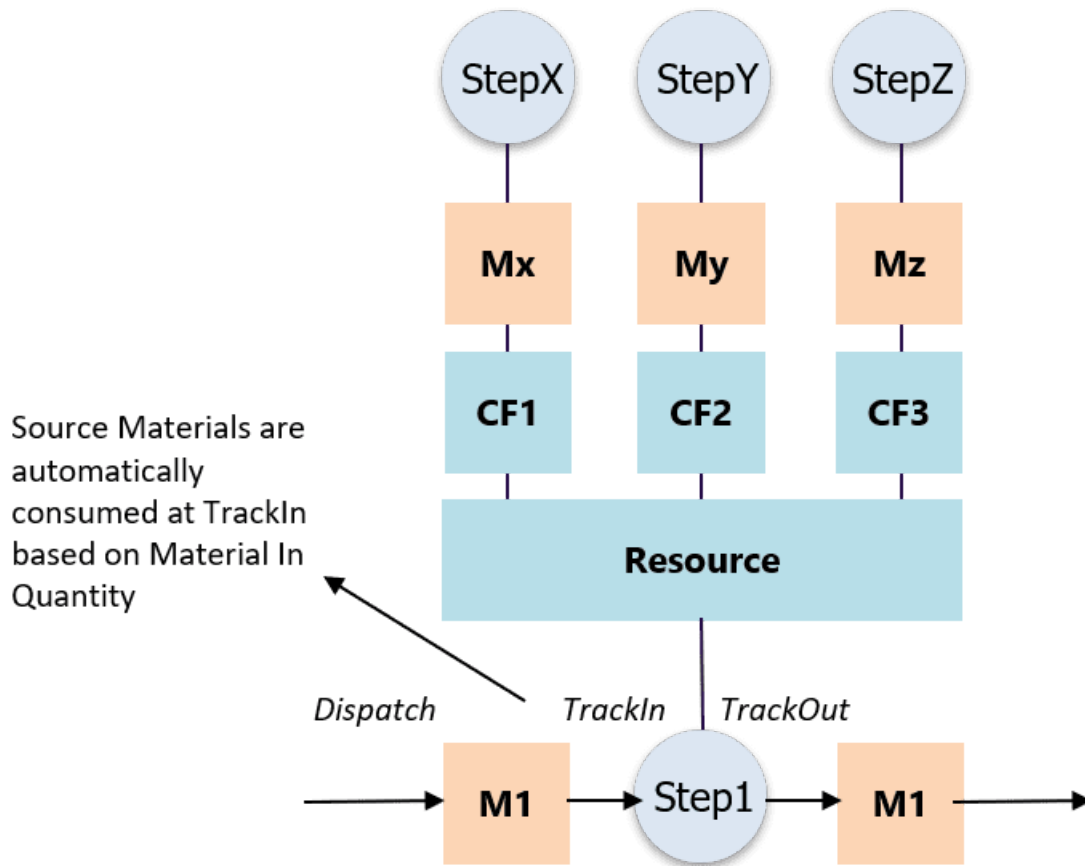 StepX StepY StepZ
Mx My Mz
CF1 CF2 CF3
Source Materials are
automatically
consumed at TrackIn
based on Material In
Quantity
Resource
Dispatch TrackIn TrackOut
M1 Step1 M1